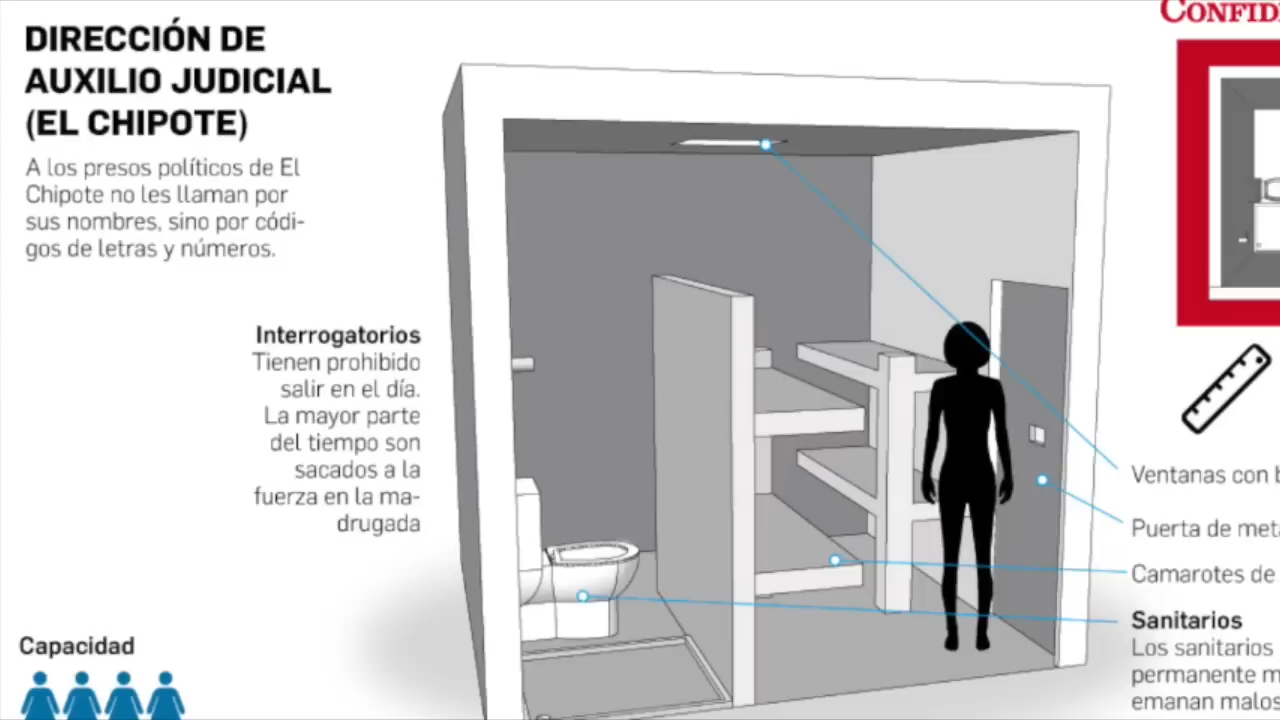 DIRECCIÓN DE
AUXILIO JUDICIAL
(EL CHIPOTE)
A los presos políticos de El
Chipote no les llaman por
sus nombres, sino por códi-
gos de letras y números.
Interrogatorios
Tienen prohibido
salir en el día.
La mayor parte
del tiempo son
sacados a la
fuerza en la ma-
drugada
Capacidad
Ventanas con
Puerta de
Camarotes de
Sanitarios
Los sanitarios
permanente
emanan malos